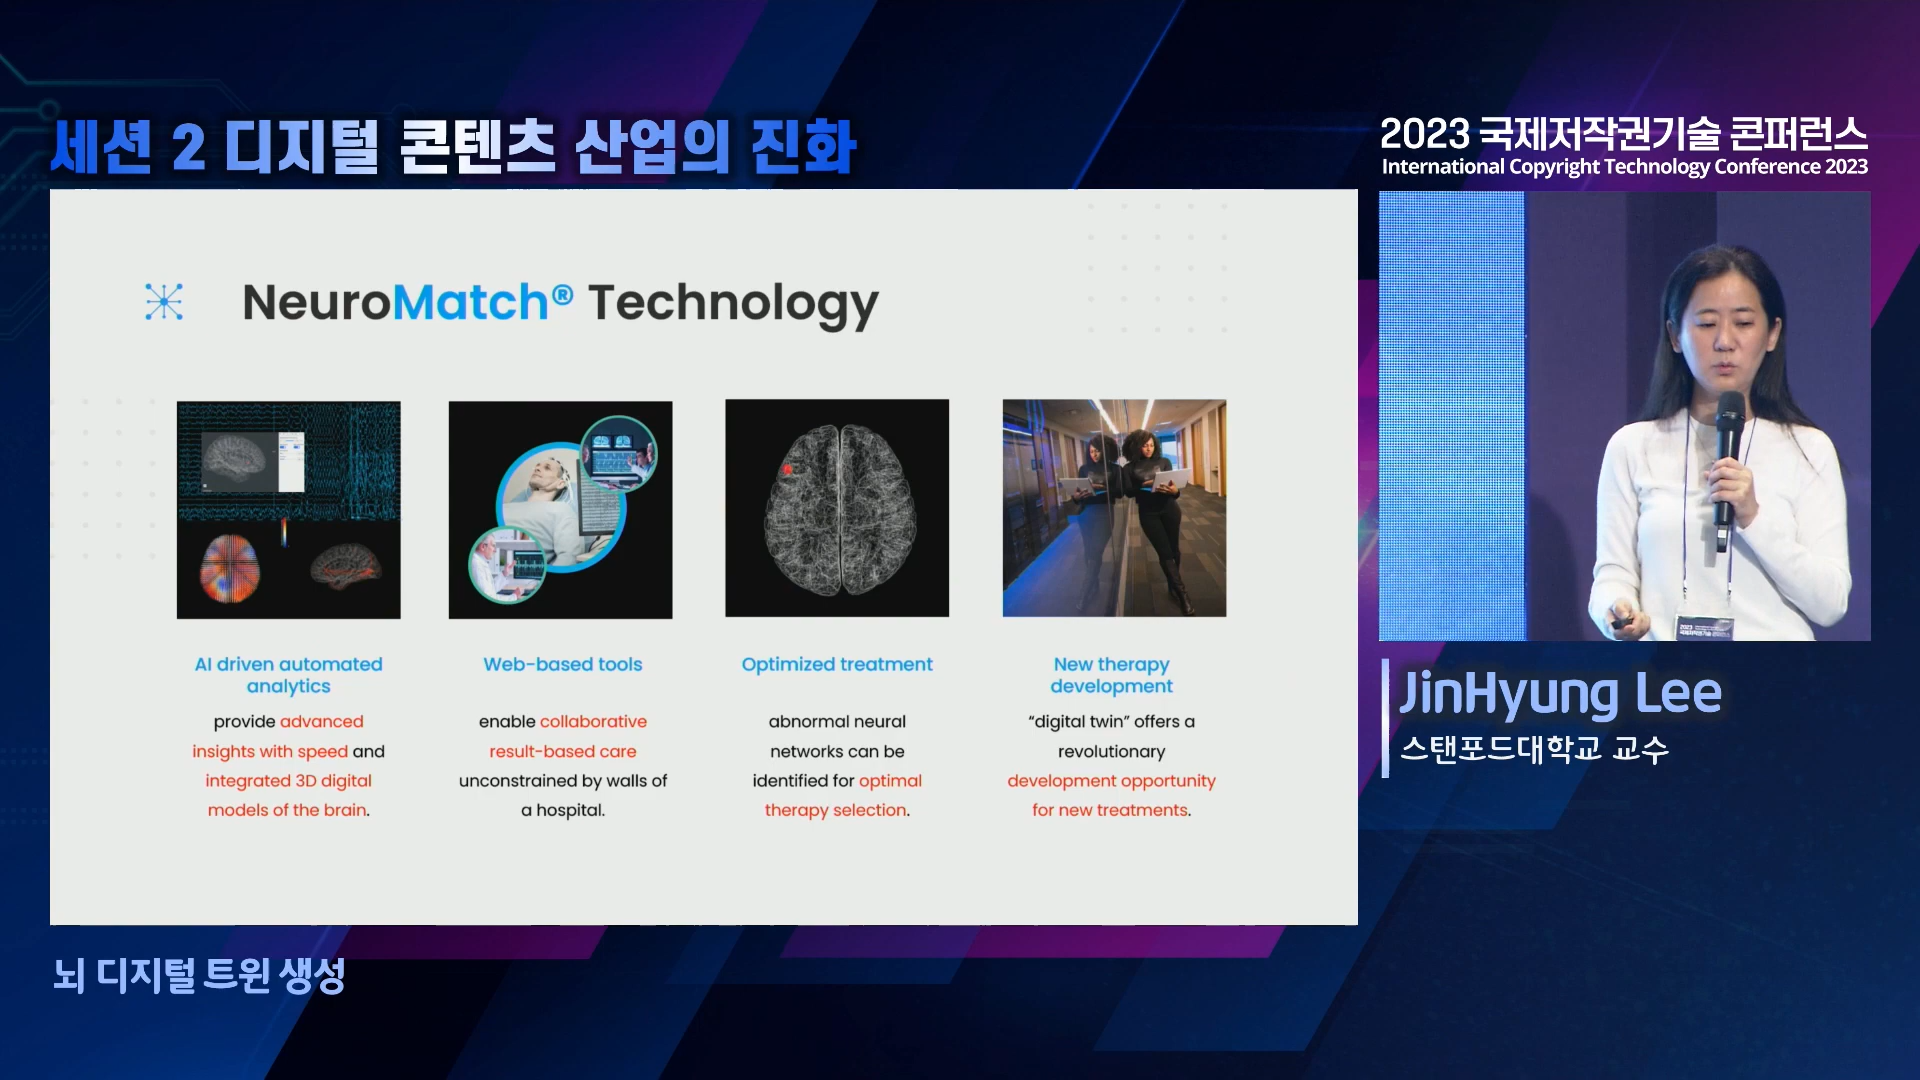 세션 2 디지털 콘텐츠 산업의 진화
2023 국제저작권기술 콘퍼런스
International Copyright Technology Conference 2023
NeuroMatch® Technology
AI driven automated
analytics
provide advanced
insights with speed and
integrated 3D digital
models of the brain.
Web-based tools
enable collaborative
result-based care
unconstrained by walls of
a hospital.
Optimized treatment
abnormal neural
networks can be
identified for optimal
therapy selection.
New therapy
development
“digital twin” offers a
revolutionary
development opportunity
for new treatments.
JinHyung Lee
스탠포드대학교 교수
뇌 디지털 트윈 생성